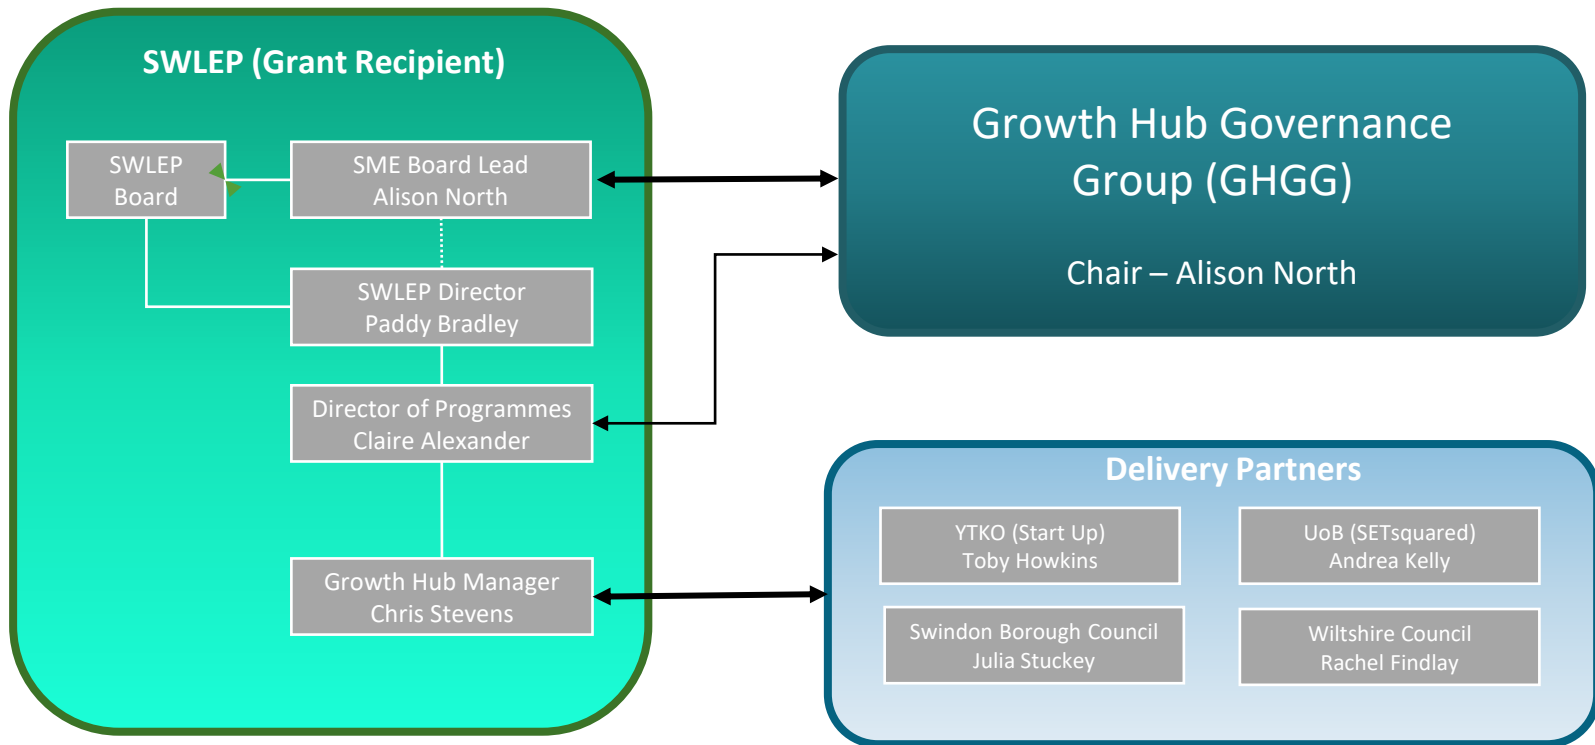 SWLEP (Grant Recipient)
SWLEP
Board
SME Board Lead
Alison North
SWLEP Director
Paddy Bradley
Director of Programmes
Claire Alexander
Growth Hub Manager
Chris Stevens
Growth Hub Governance
Group (GHGG)
Chair – Alison North
Delivery Partners
YTKO (Start Up)
Toby Howkins
UoB (SETsquared)
Andrea Kelly
Swindon Borough Council
Julia Stuckey
Wiltshire Council
Rachel Findlay